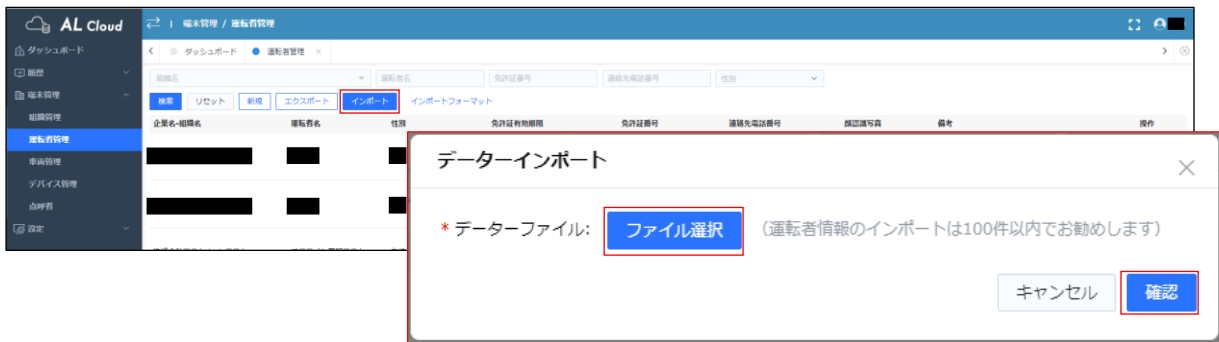 AL Cloud
端末管理 / 運転者管理
ダッシュボード
履歴
端末管理
組織管理
運転者管理
車両管理
デバイス管理
点呼者
設定
ダッシュボード 運転者管理 ×
組織名 運転者名 免許証番号 連絡先電話番号 性別
検索 リセット 新規 エクスポート インポート インポートフォーマット
企業名-組織名 運転者名 性別 免許証有効期限 免許証番号 連絡先電話番号 顔認識写真 備考 操作
データーインポート
* データーファイル: ファイル選択 (運転者情報のインポートは100件以内でお勧めします)
キャンセル 確認